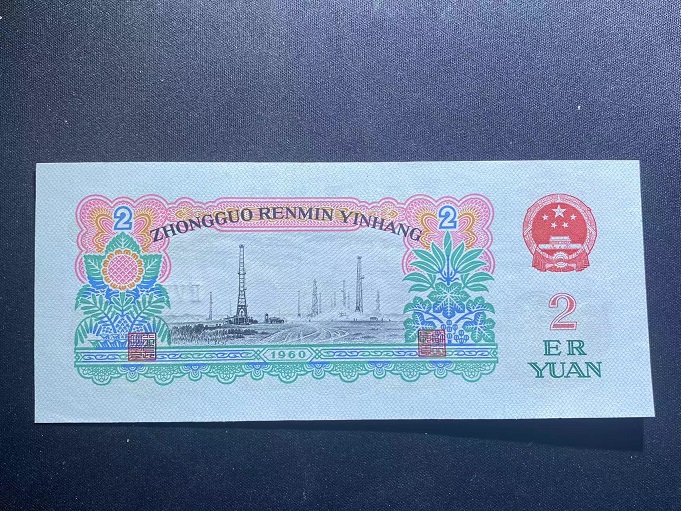 2
ZHONGGUO RENMIN YINHANG
2
1960
2
ER
YUAN